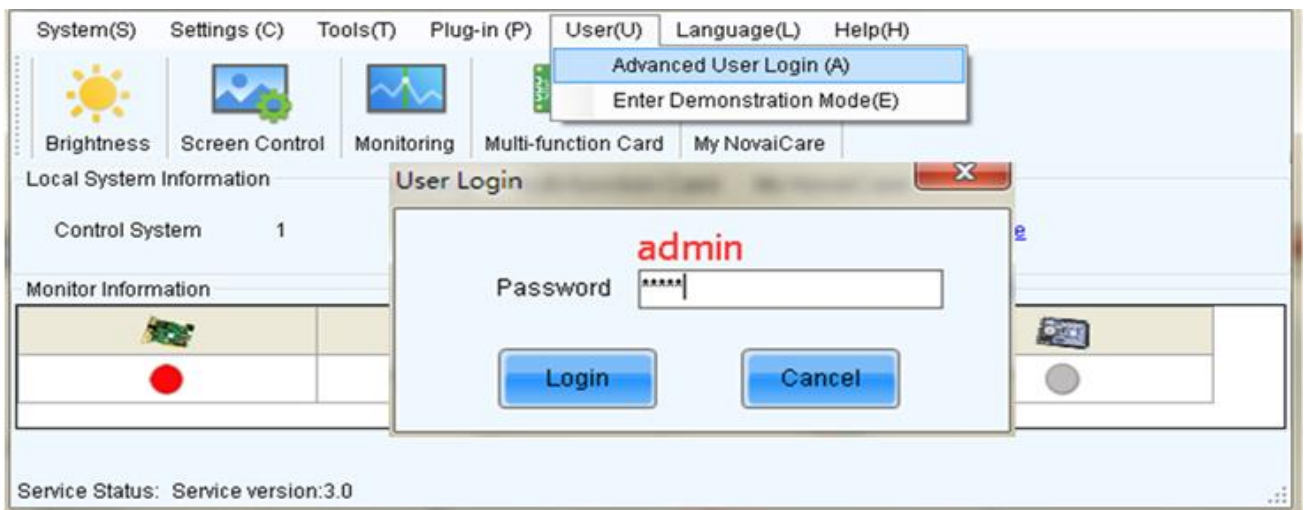 System(S) Settings (C) Tools(T) Plug-in (P) User(U) Language(L) Help(H)
Advanced User Login (A)
Enter Demonstration Mode(E)
Brightness Screen Control Monitoring Multi-function Card My NovaiCare
Local System Information
User Login
Control System 1
e
admin
Password *****
Monitor Information
Login Cancel
Service Status: Service version:3.0